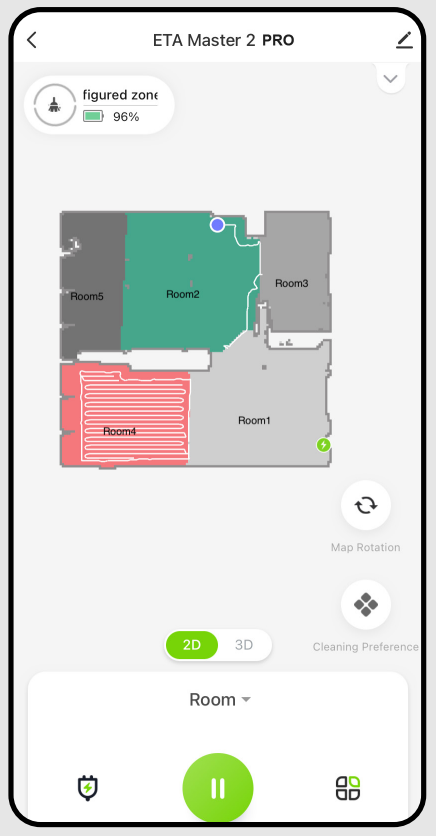 ETA Master 2 PRO
figured zone
96%
Room5
Room2
Room3
Room4
Room1
Map Rotation
Cleaning Preference
2D 3D
Room